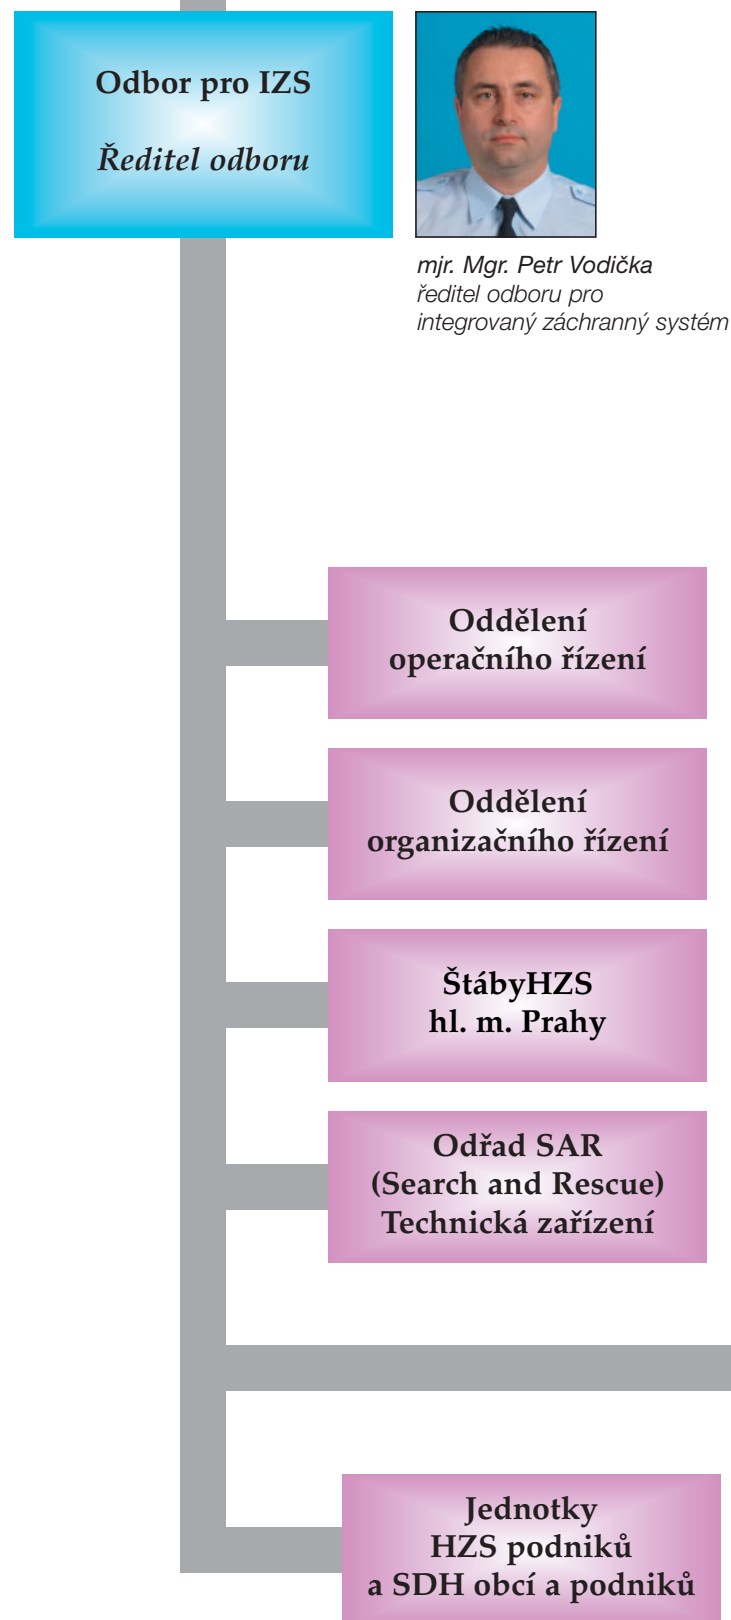 Odbor pro IZS
Ředitel odboru
mjr. Mgr. Petr Vodička
ředitel odboru pro
integrovaný záchranný systém
Oddělení
operačního řízení
Oddělení
organizačního řízení
ŠtábyHZS
hl. m. Prahy
Odřad SAR
(Search and Rescue)
Technická zařízení
Jednotky
HZS podniků
a SDH obcí a podniků